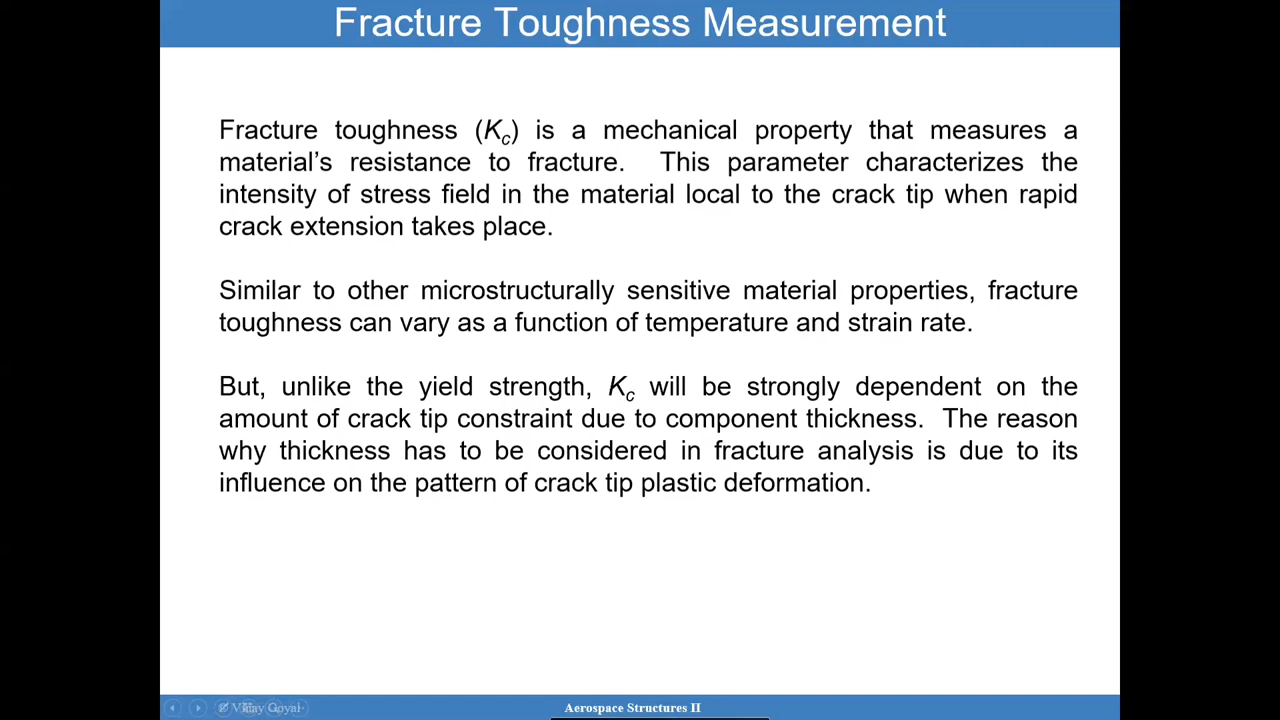 Fracture Toughness Measurement
Fracture toughness (Kc) is a mechanical property that measures a
material's resistance to fracture. This parameter characterizes the
intensity of stress field in the material local to the crack tip when rapid
crack extension takes place.
Similar to other microstructurally sensitive material properties, fracture
toughness can vary as a function of temperature and strain rate.
But, unlike the yield strength, Kc will be strongly dependent on the
amount of crack tip constraint due to component thickness. The reason
why thickness has to be considered in fracture analysis is due to its
influence on the pattern of crack tip plastic deformation.
Goyal
Aerospace Structures II